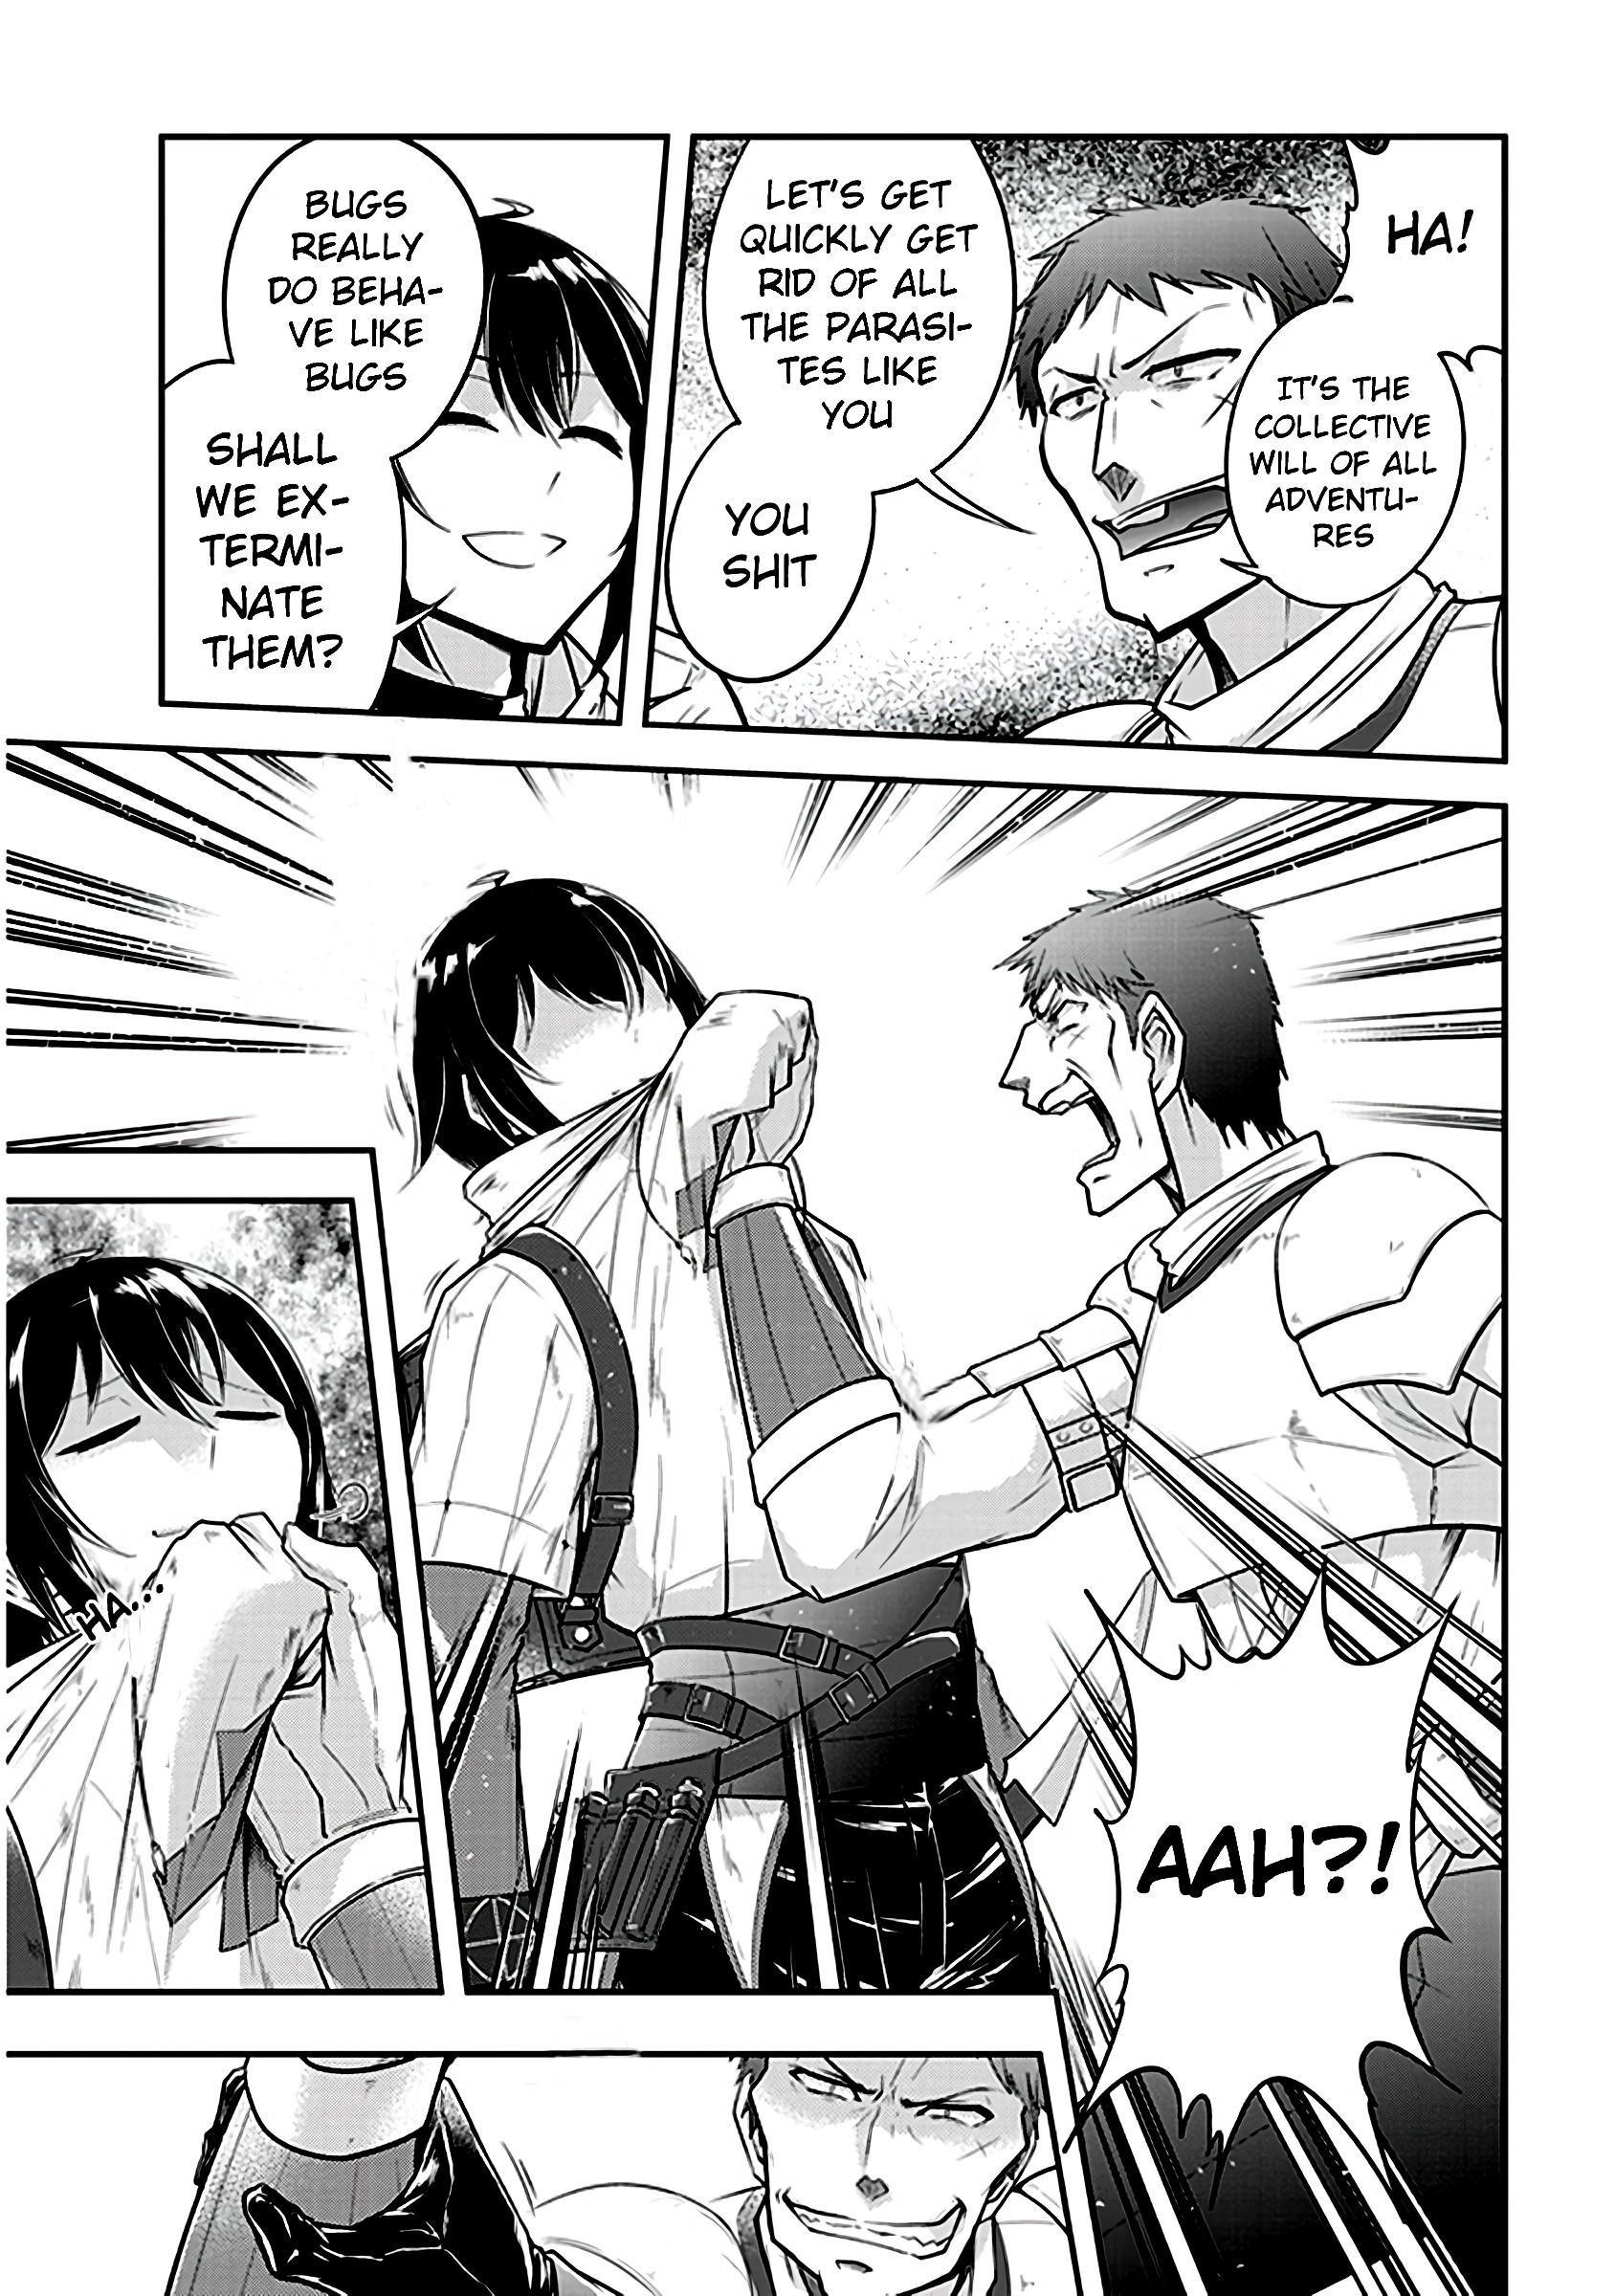 HA!
IT'S THE
COLLECTIVE
WILL OF ALL
ADVENTU-
RES
LET'S GET
QUICKLY GET
RID OF ALL
THE PARASI-
TES LIKE
YOU
YOU
SHIT
BUGS
REALLY
DO BEHA-
VE LIKE
BUGS
SHALL
WE EX-
TERMI-
NATE
THEM?
AAH?!
HA...